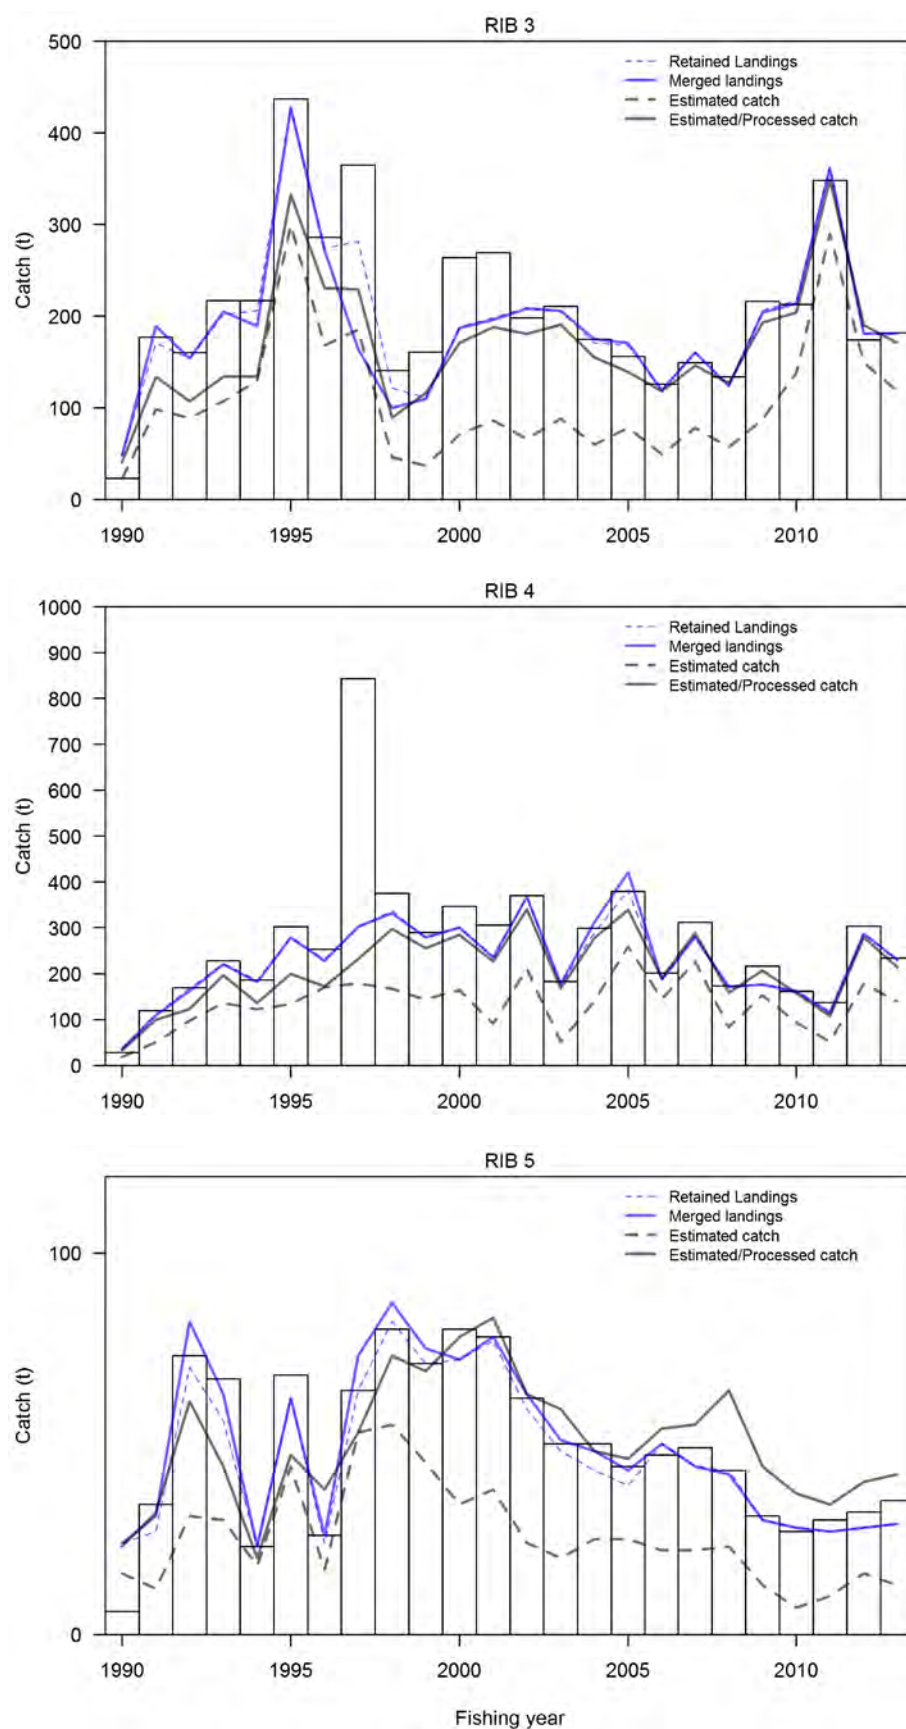 RIB 3
500
400
300
200
100
0
Catch (t)
Retained Landings
Merged landings
Estimated catch
Estimated/Processed catch
1990 1995 2000 2005 2010
RIB 4
1000
900
800
700
600
500
400
300
200
100
0
Catch (t)
Retained Landings
Merged landings
Estimated catch
Estimated/Processed catch
1990 1995 2000 2005 2010
RIB 5
100
0
Catch (t)
Retained Landings
Merged landings
Estimated catch
Estimated/Processed catch
1990 1995 2000 2005 2010
Fishing year